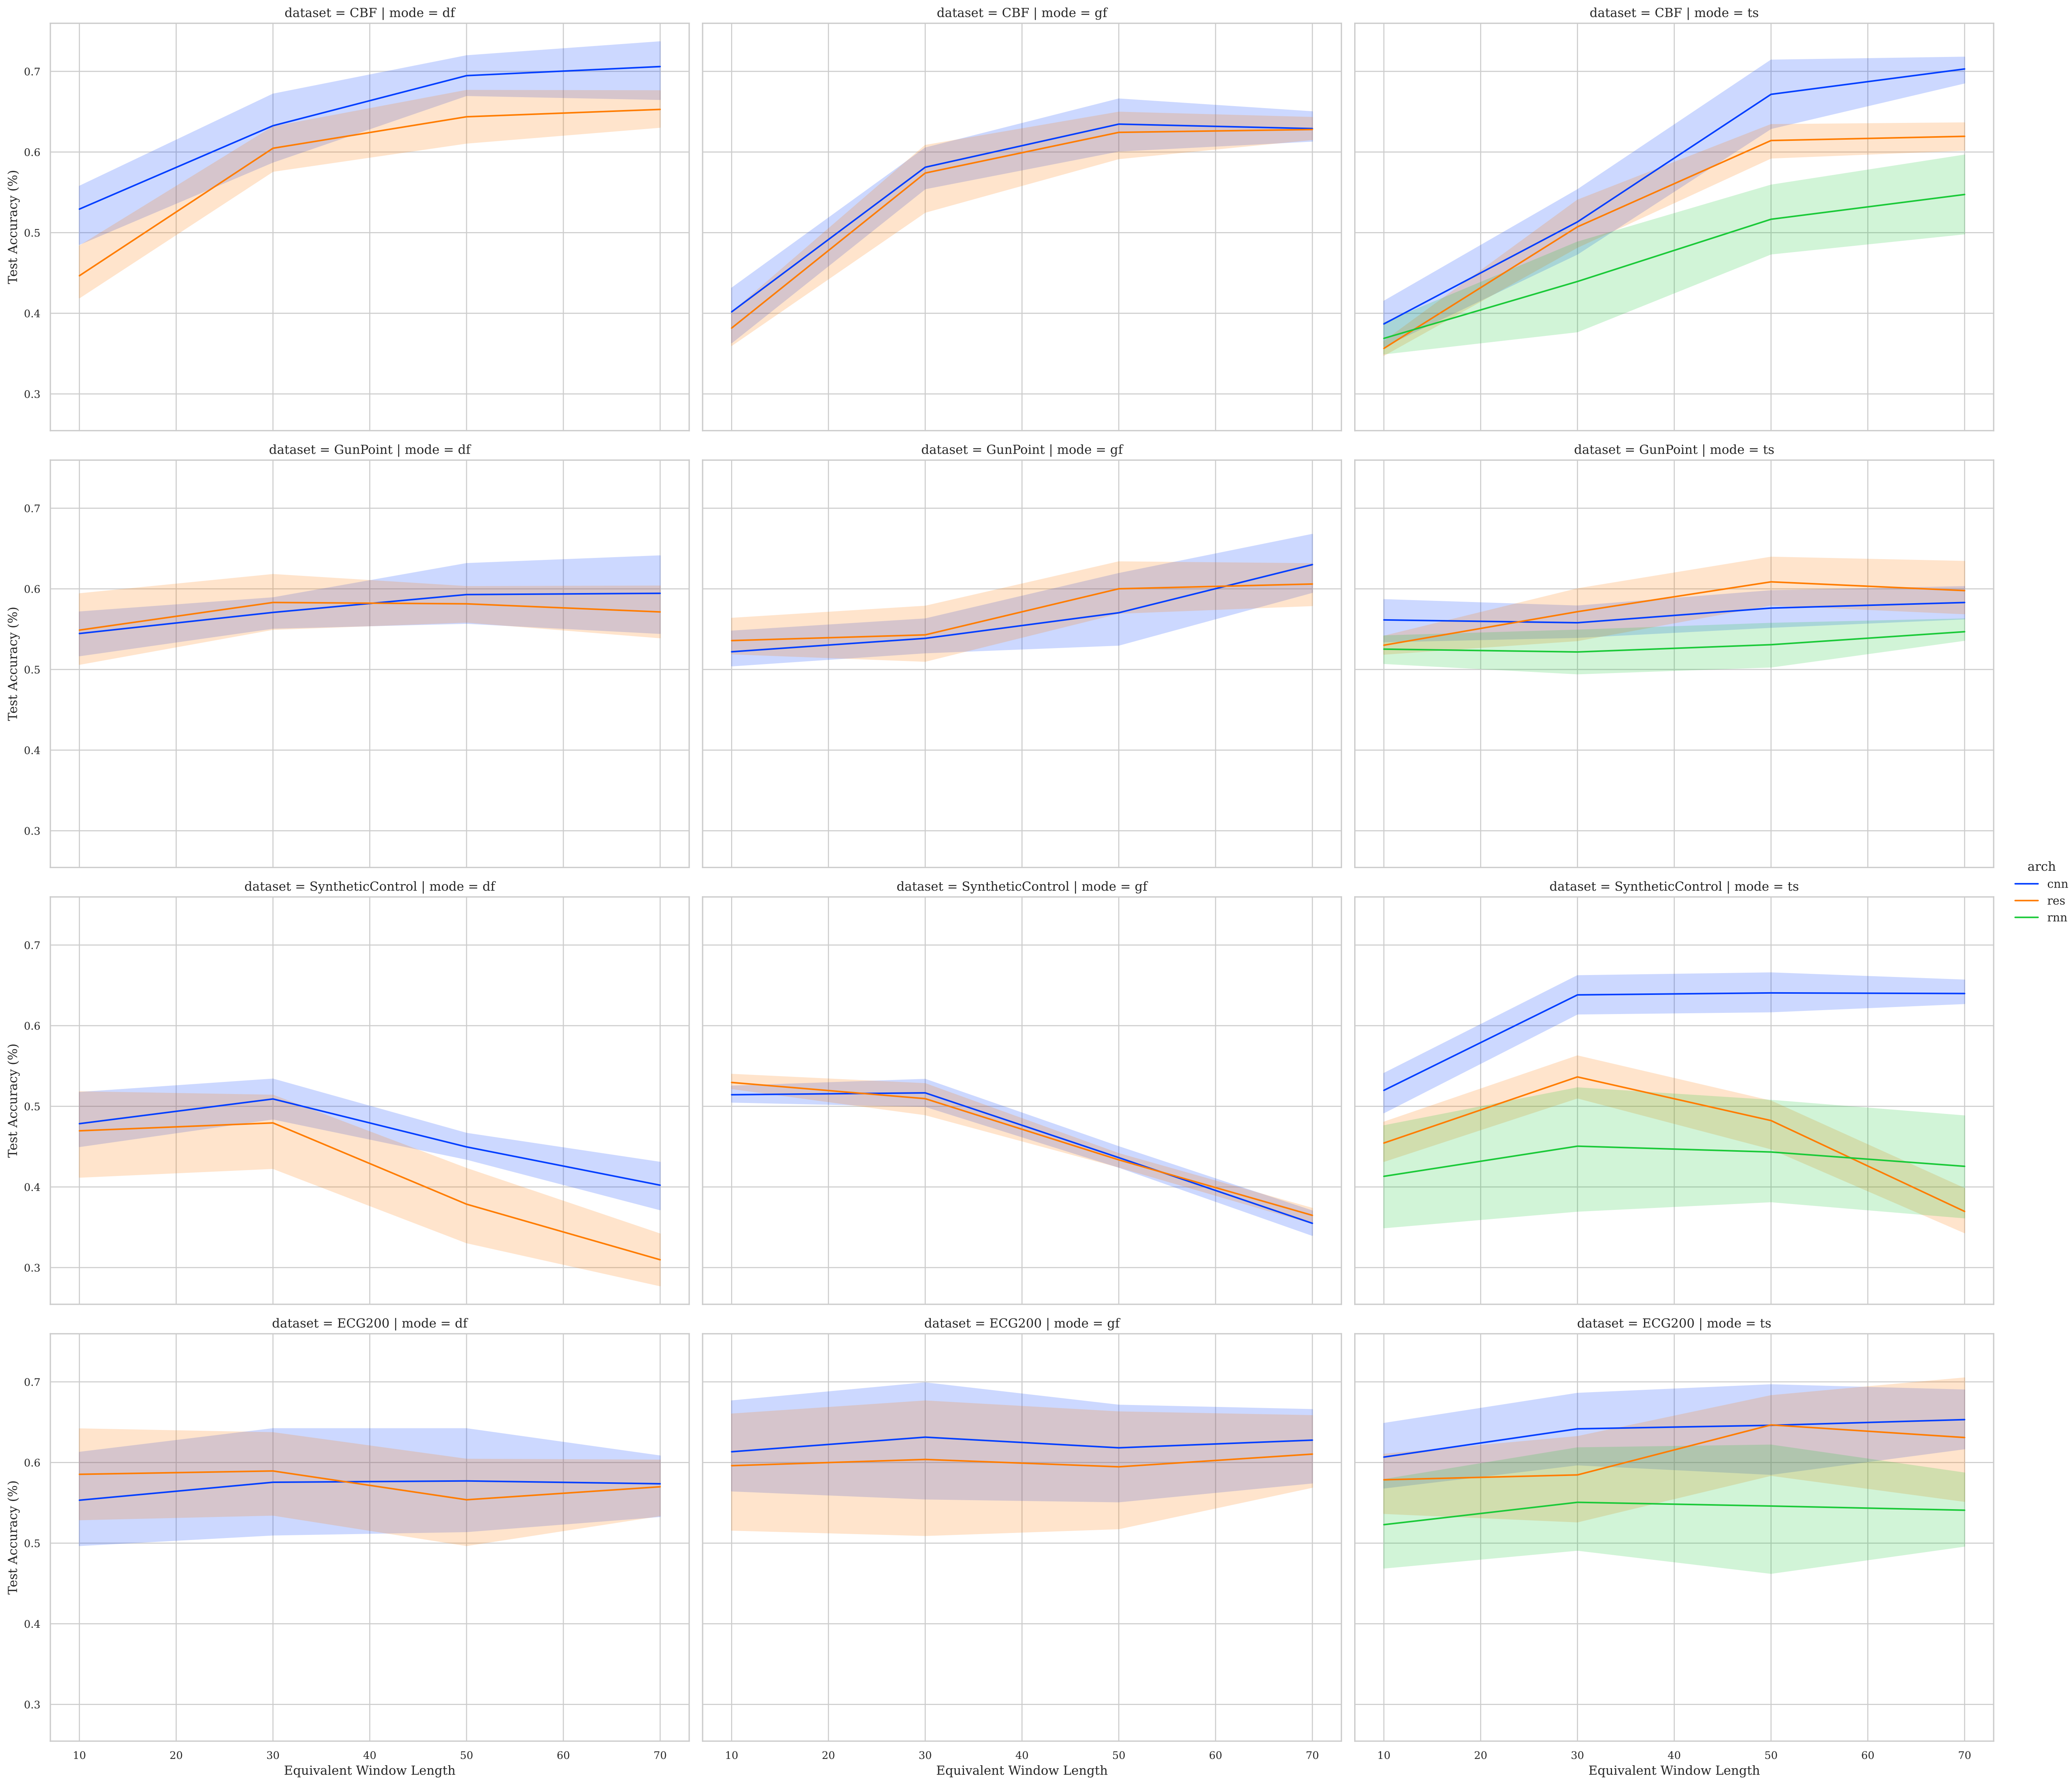 dataset = CBF | mode = df
dataset = CBF | mode = gf
dataset = CBF | mode = ts
0.7
0.6
0.5
0.4
0.3
Test Accuracy (%)
dataset = GunPoint | mode = df
dataset = GunPoint | mode = gf
dataset = GunPoint | mode = ts
0.7
0.6
0.5
0.4
0.3
Test Accuracy (%)
arch
cnn
res
rnn
dataset = SyntheticControl | mode = df
dataset = SyntheticControl | mode = gf
dataset = SyntheticControl | mode = ts
0.7
0.6
0.5
0.4
0.3
Test Accuracy (%)
dataset = ECG200 | mode = df
dataset = ECG200 | mode = gf
dataset = ECG200 | mode = ts
0.7
0.6
0.5
0.4
0.3
Test Accuracy (%)
10 20 30 40 50 60 70
10 20 30 40 50 60 70
10 20 30 40 50 60 70
Equivalent Window Length
Equivalent Window Length
Equivalent Window Length